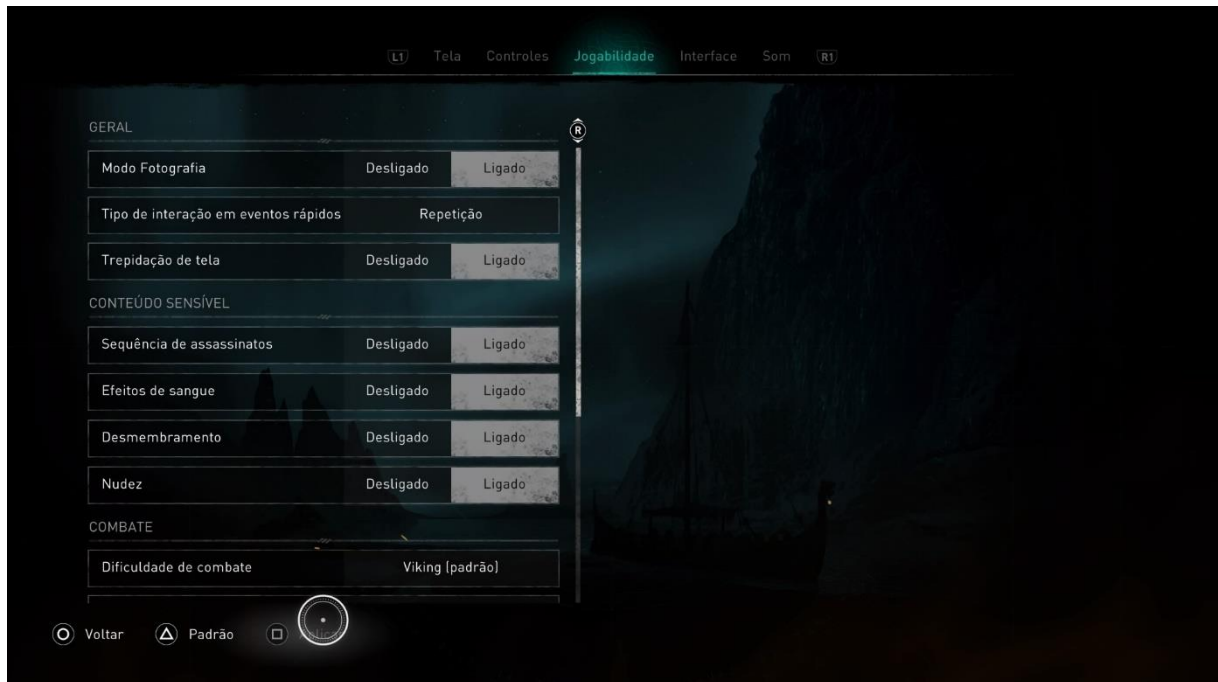 L1 Tela Controles Jogabilidade Interface Som R1
GERAL
R
Modo Fotografia Desligado Ligado
Tipo de interação em eventos rápidos Repetição
Trepidação de tela Desligado Ligado
CONTEÚDO SENSÍVEL
Sequência de assassinatos Desligado Ligado
Efeitos de sangue Desligado Ligado
Desmembramento Desligado Ligado
Nudez Desligado Ligado
COMBATE
Dificuldade de combate Viking (padrão)
Voltar Padrão